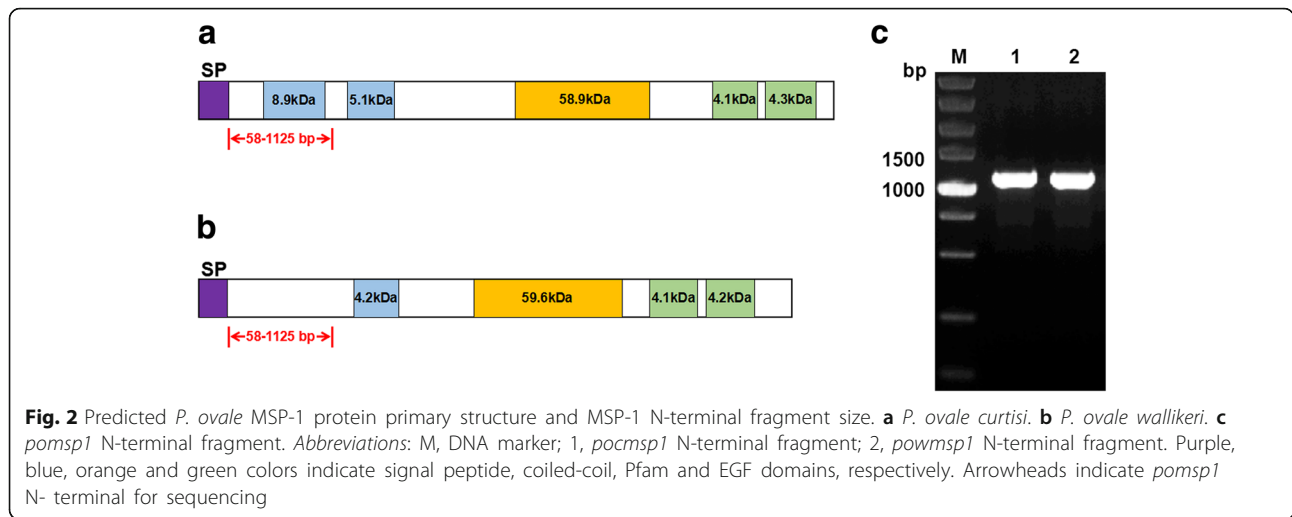 a
SP
8.9kDa 5.1kDa 58.9kDa 4.1kDa 4.3kDa
58-1125 bp
b
SP
4.2kDa 59.6kDa 4.1kDa 4.2kDa
58-1125 bp
c
M 1 2
bp
1500
1000
Fig. 2 Predicted P. ovale MSP-1 protein primary structure and MSP-1 N-terminal fragment size. a P. ovale curtisi. b P. ovale wallikeri. c
pomsp1 N-terminal fragment. Abbreviations: M, DNA marker; 1, pocmsp1 N-terminal fragment; 2, powmsp1 N-terminal fragment. Purple,
blue, orange and green colors indicate signal peptide, coiled-coil, Pfam and EGF domains, respectively. Arrowheads indicate pomsp1
N- terminal for sequencing